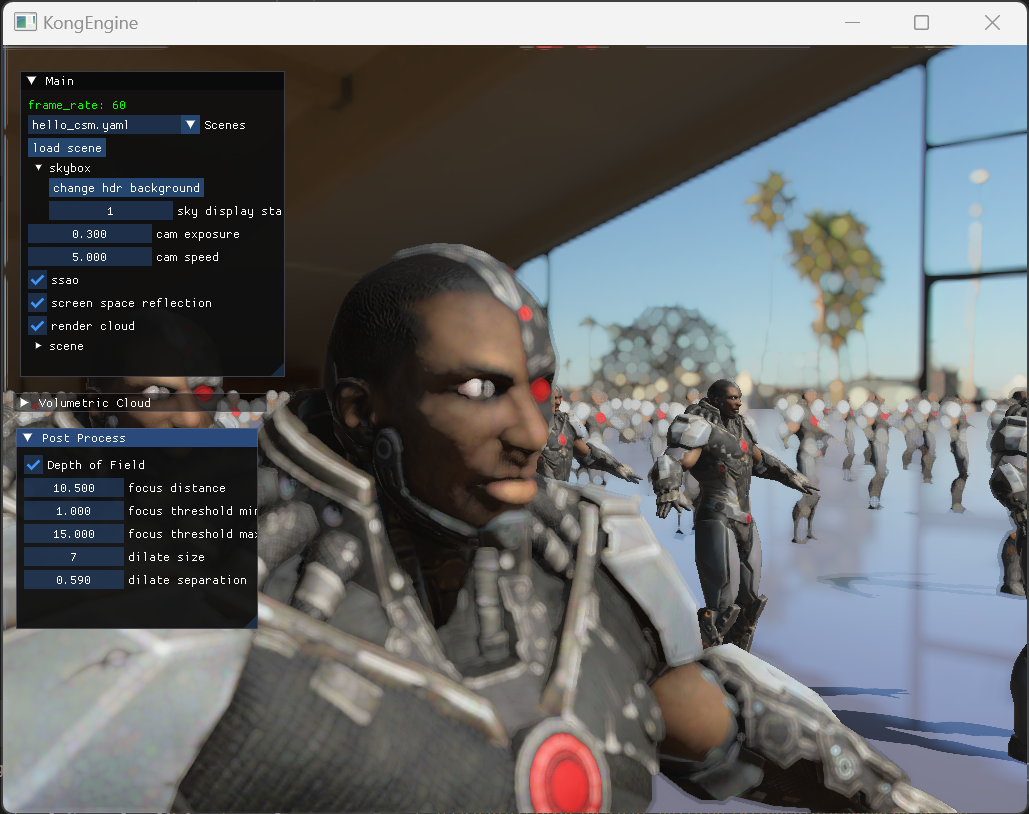 KongEngine
Main
frame_rate: 60
hello_csm.yaml Scenes
load scene
skybox
change hdr background
1 sky display sta
0.300 cam exposure
5.000 cam speed
ssao
screen space reflection
render cloud
scene
Volumetric Cloud
Post Process
Depth of Field
10.500 focus distance
1.000 focus threshold min
15.000 focus threshold max
7 dilate size
0.590 dilate separation